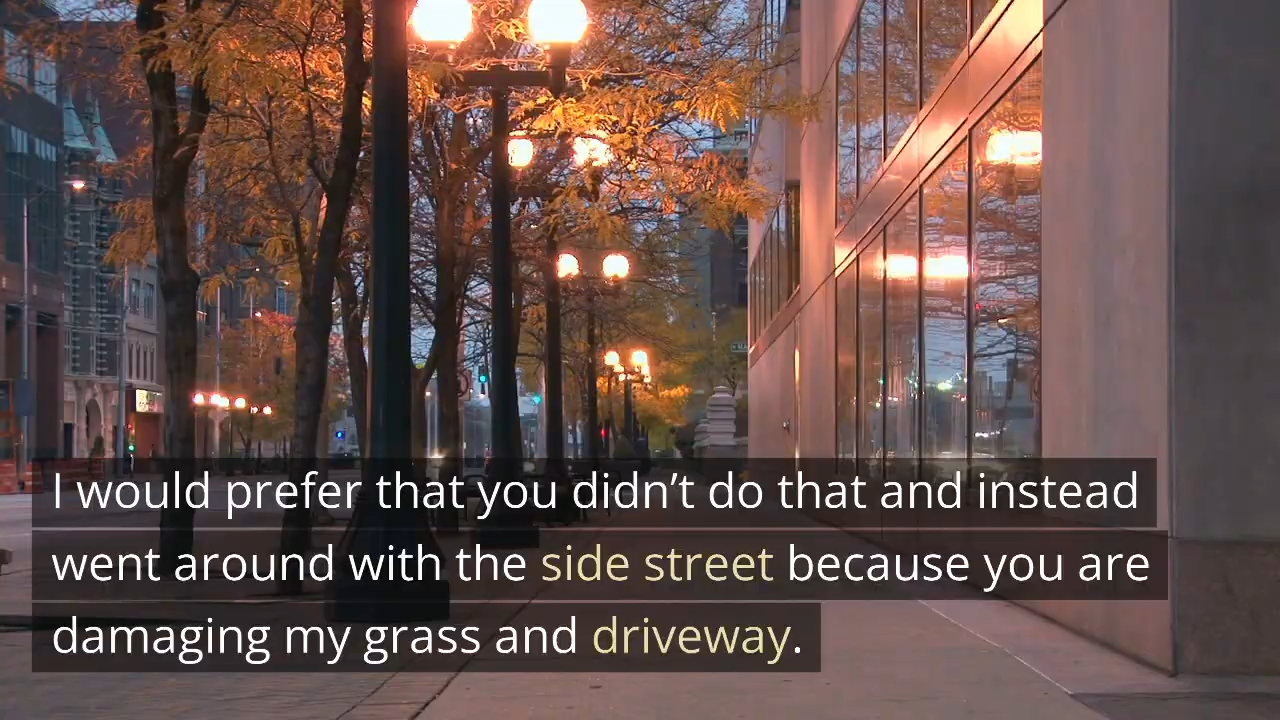 I would prefer that you didn’t do that and instead
went around with the side street because you are
damaging my grass and driveway.